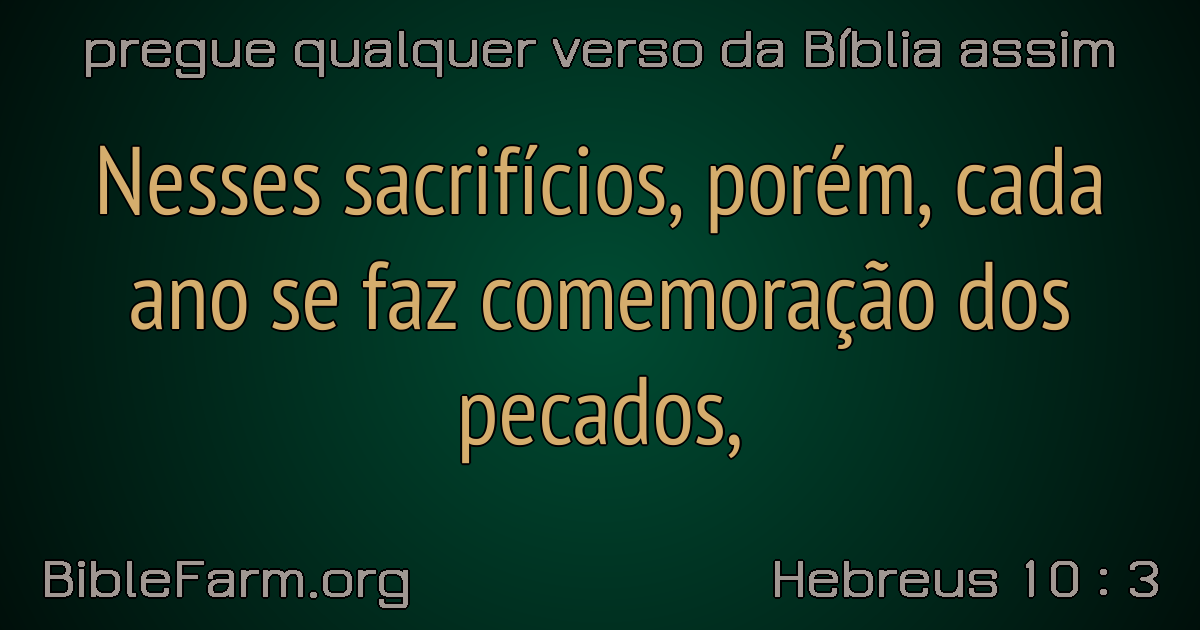 pregue qualquer verso da Bíblia assim
Nesses sacrifícios, porém, cada
ano se faz comemoração dos
pecados,
BibleFarm.org
Hebreus 10 : 3